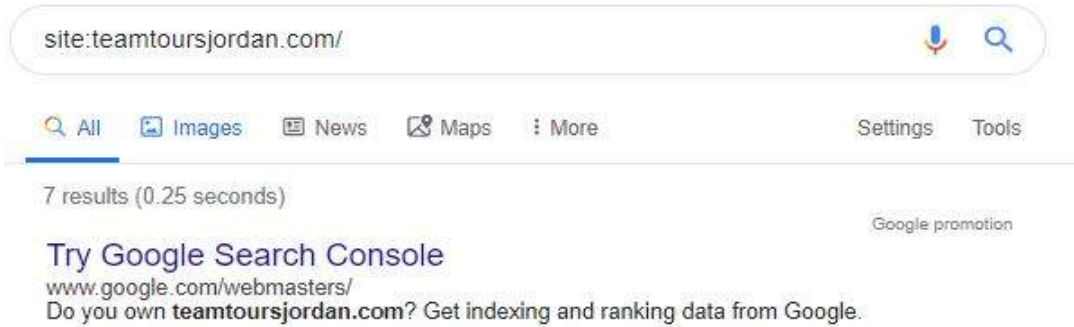 site:teamtoursjordan.com/
All Images News Maps More Settings Tools
7 results (0.25 seconds)
Google promotion
Try Google Search Console
www.google.com/webmasters/
Do you own teamtoursjordan.com? Get indexing and ranking data from Google.